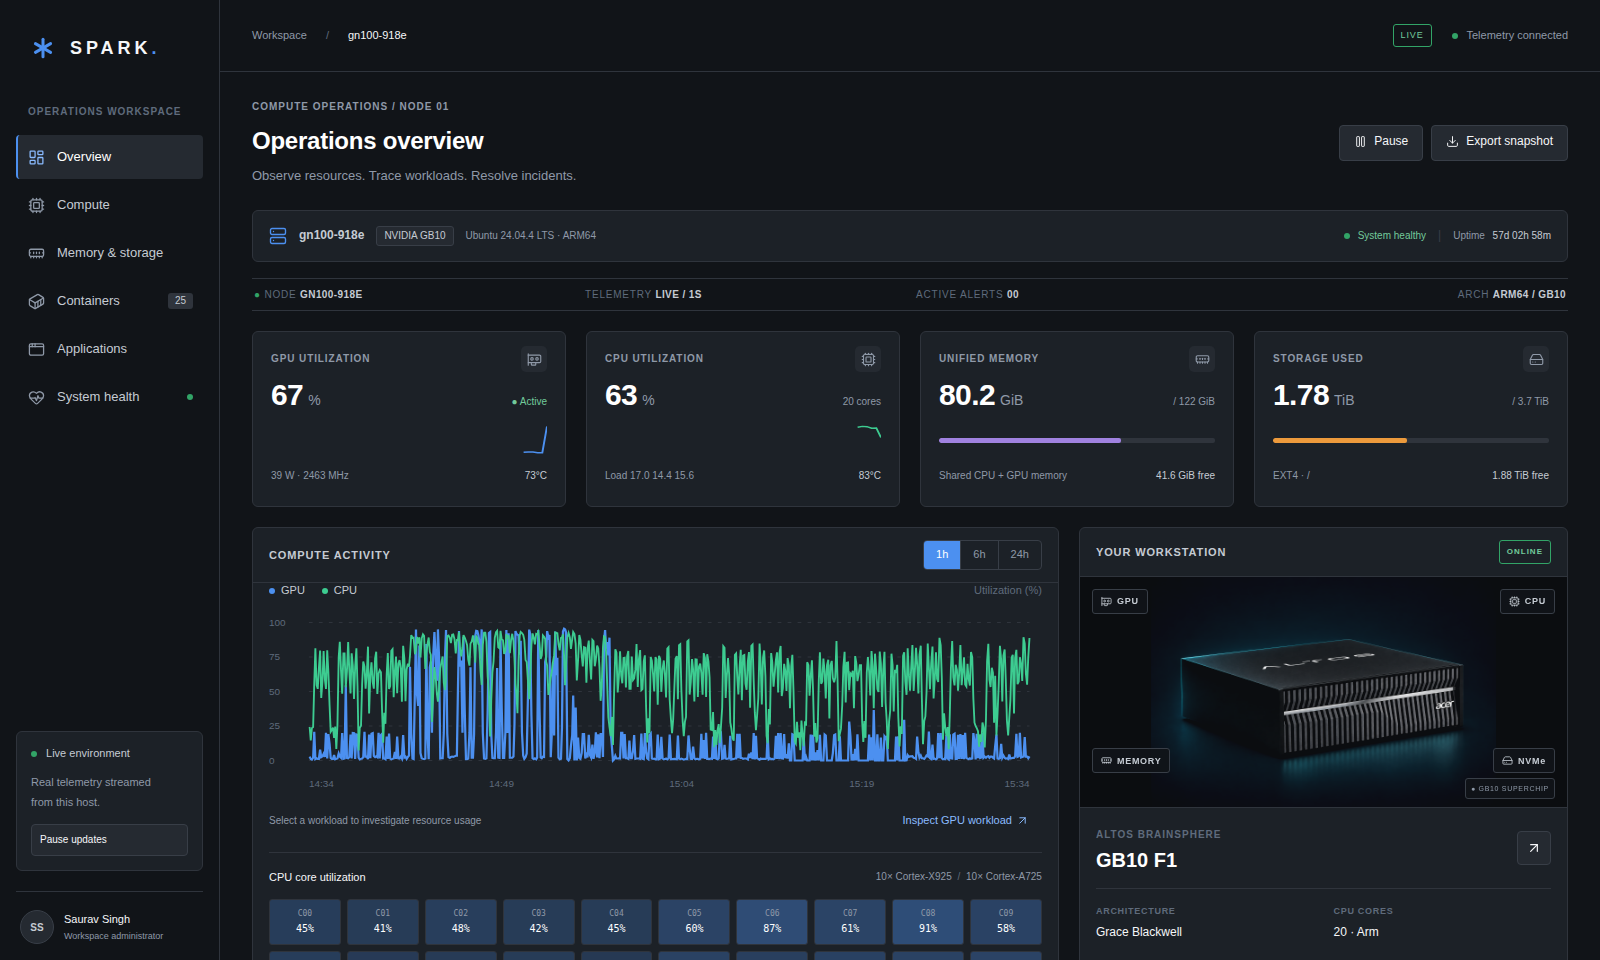 SPARK.
OPERATIONS WORKSPACE
Overview
Compute
Memory & storage
Containers 25
Applications
System health
Live environment
Real telemetry streamed
from this host.
Pause updates
SS
Saurav Singh
Workspace administrator
Workspace / gn100-918e
LIVE
Telemetry connected
COMPUTE OPERATIONS / NODE 01
Operations overview
Observe resources. Trace workloads. Resolve incidents.
Pause
Export snapshot
gn100-918e NVIDIA GB10 Ubuntu 24.04.4 LTS · ARM64
System healthy Uptime 57d 02h 58m
NODE GN100-918E TELEMETRY LIVE / 1S ACTIVE ALERTS 00 ARCH ARM64 / GB10
GPU UTILIZATION
67 %
● Active
39 W · 2463 MHz 73°C
CPU UTILIZATION
63 %
20 cores
Load 17.0 14.4 15.6 83°C
UNIFIED MEMORY
80.2 GiB
/ 122 GiB
Shared CPU + GPU memory 41.6 GiB free
STORAGE USED
1.78 TiB
/ 3.7 TiB
EXT4 · / 1.88 TiB free
COMPUTE ACTIVITY
1h 6h 24h
GPU CPU Utilization (%)
100
75
50
25
0
14:34 14:49 15:04 15:19 15:34
Select a workload to investigate resource usage
Inspect GPU workload
CPU core utilization 10× Cortex-X925 / 10× Cortex-A725
C00 C01 C02 C03 C04 C05 C06 C07 C08 C09
45% 41% 48% 42% 45% 60% 87% 61% 91% 58%
YOUR WORKSTATION
ONLINE
GPU
CPU
acer
MEMORY
NVMe
● GB10 SUPERCHIP
ALTOS BRAINSPHERE
GB10 F1
ARCHITECTURE CPU CORES
Grace Blackwell 20 · Arm